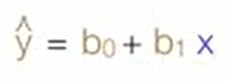 ŷ = b₀ + b₁ x